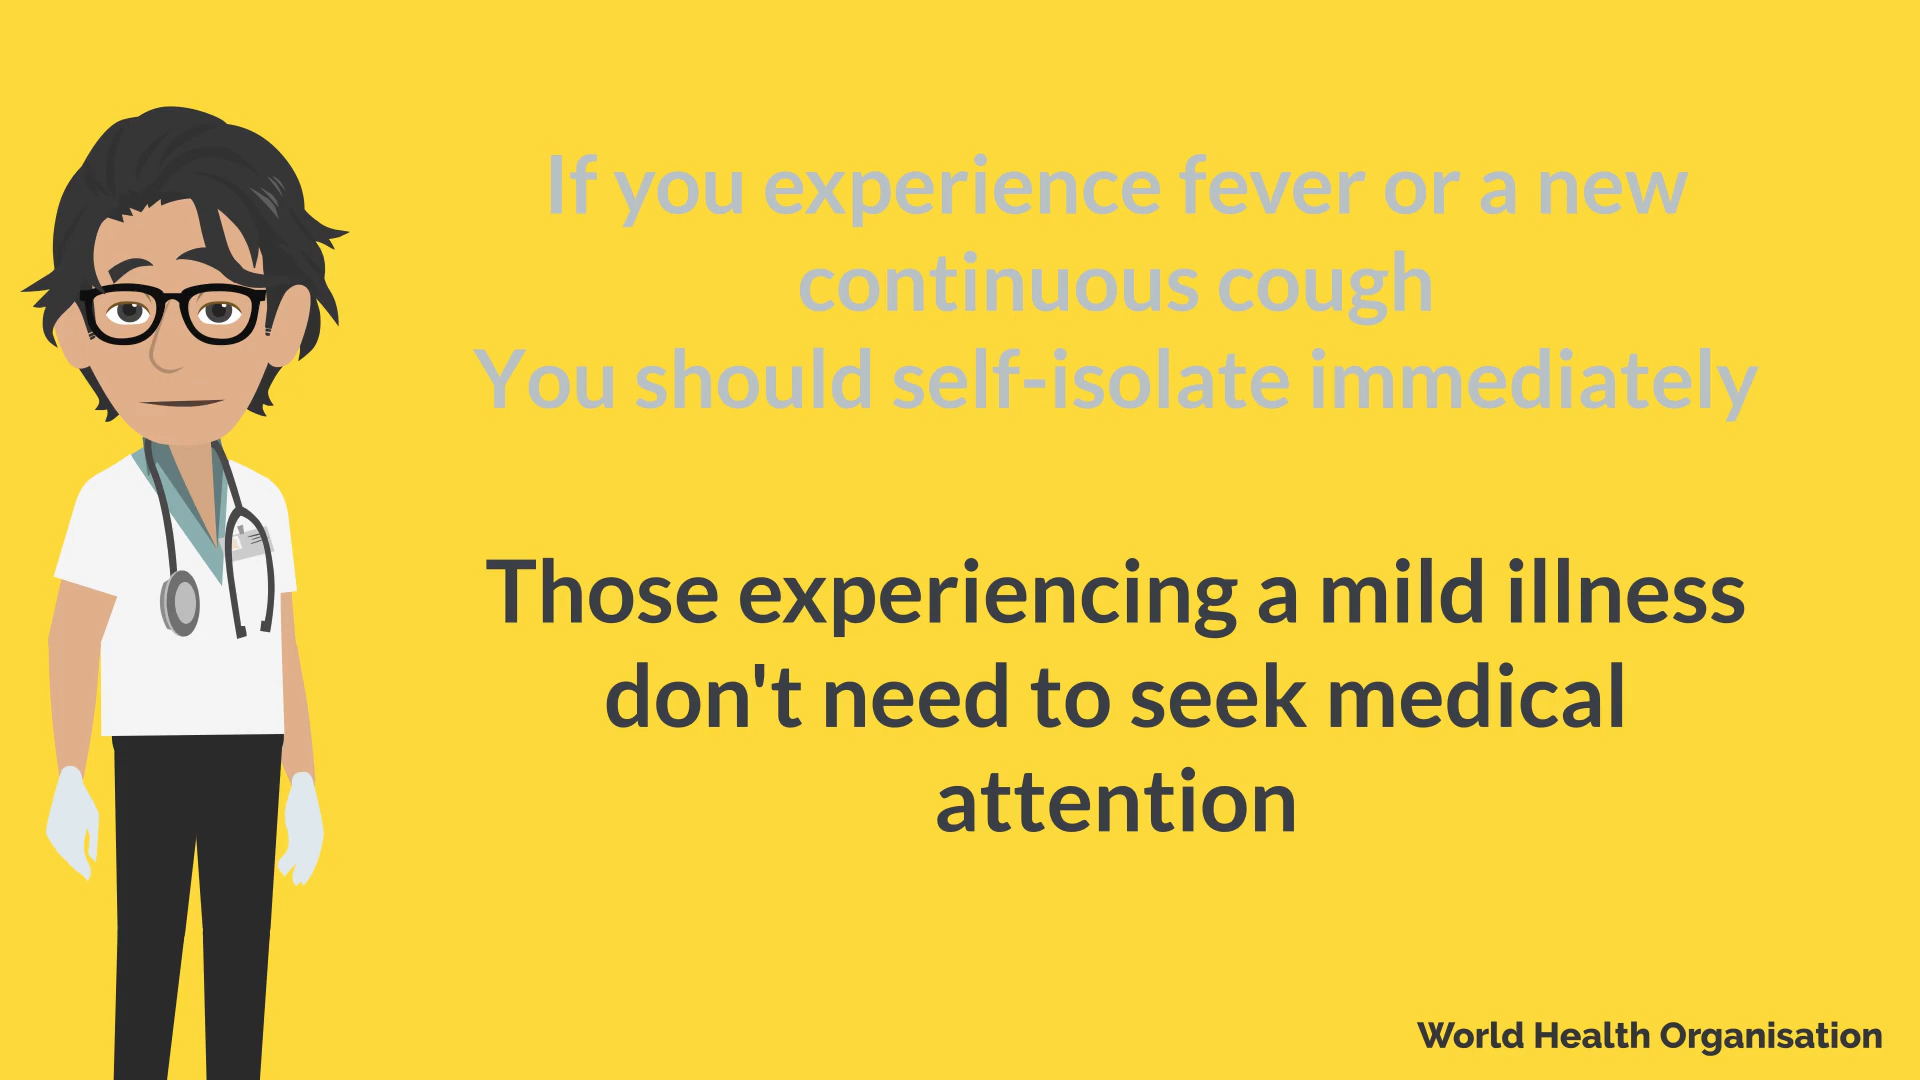 If you experience fever or a new
continuous cough
You should self-isolate immediately
Those experiencing a mild illness
don't need to seek medical
attention
World Health Organisation